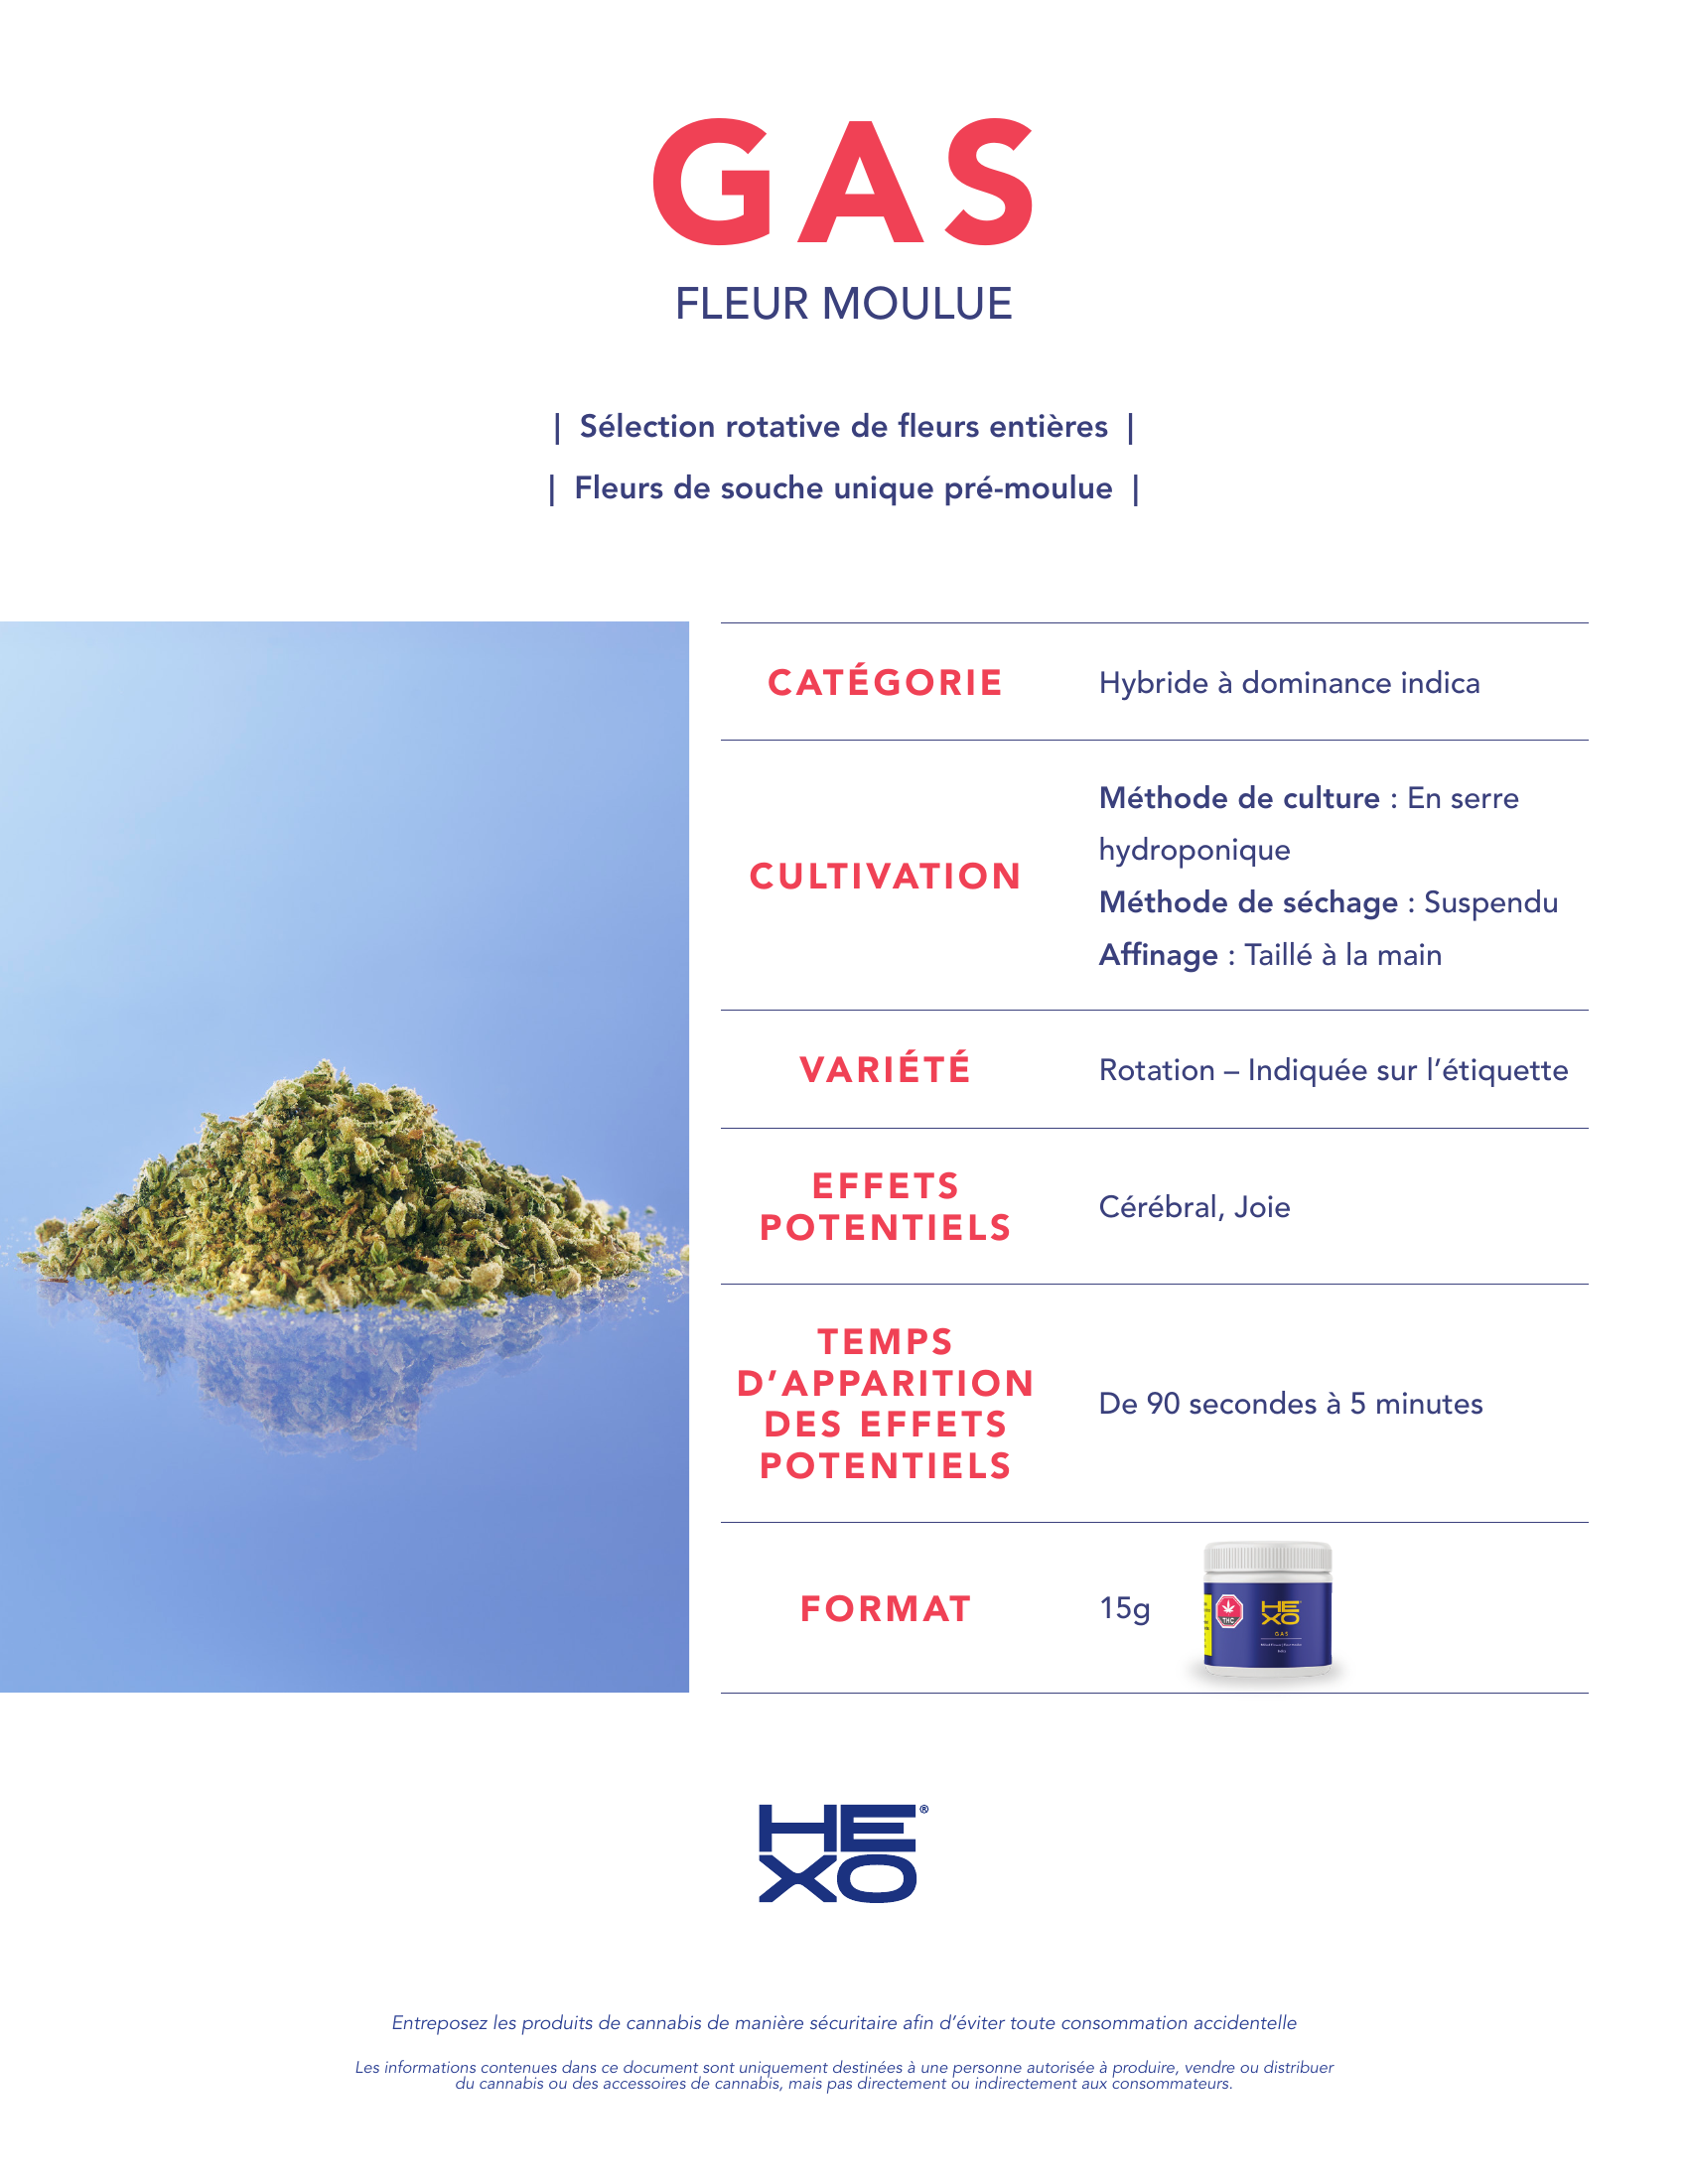 GAS
FLEUR MOULUE
| Sélection rotative de fleurs entières |
| Fleurs de souche unique pré-moulue |
CATÉGORIE
Hybride à dominance indica
CULTIVATION
Méthode de culture : En serre
hydroponique
Méthode de séchage : Suspendu
Affinage : Taillé à la main
VARIÉTÉ
Rotation – Indiquée sur l’étiquette
EFFETS
POTENTIELS
Cérébral, Joie
TEMPS
D’APPARITION
DES EFFETS
POTENTIELS
De 90 secondes à 5 minutes
FORMAT
15g
THC
HE
XO
GAS
HE®
XO
Entreposez les produits de cannabis de manière sécuritaire afin d’éviter toute consommation accidentelle
Les informations contenues dans ce document sont uniquement destinées à une personne autorisée à produire, vendre ou distribuer
du cannabis ou des accessoires de cannabis, mais pas directement ou indirectement aux consommateurs.